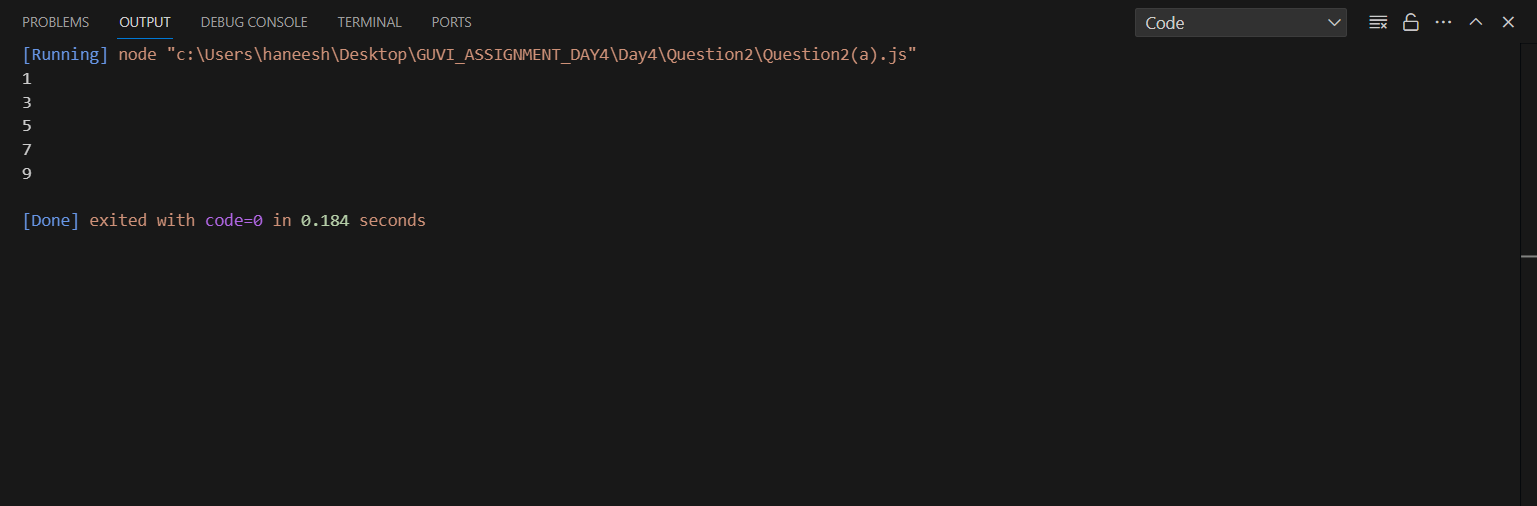 PROBLEMS OUTPUT DEBUG CONSOLE TERMINAL PORTS Code
[Running] node "c:\Users\haneesh\Desktop\GUVI_ASSIGNMENT_DAY4\Day4\Question2\Question2(a).js"
1
3
5
7
9
[Done] exited with code=0 in 0.184 seconds